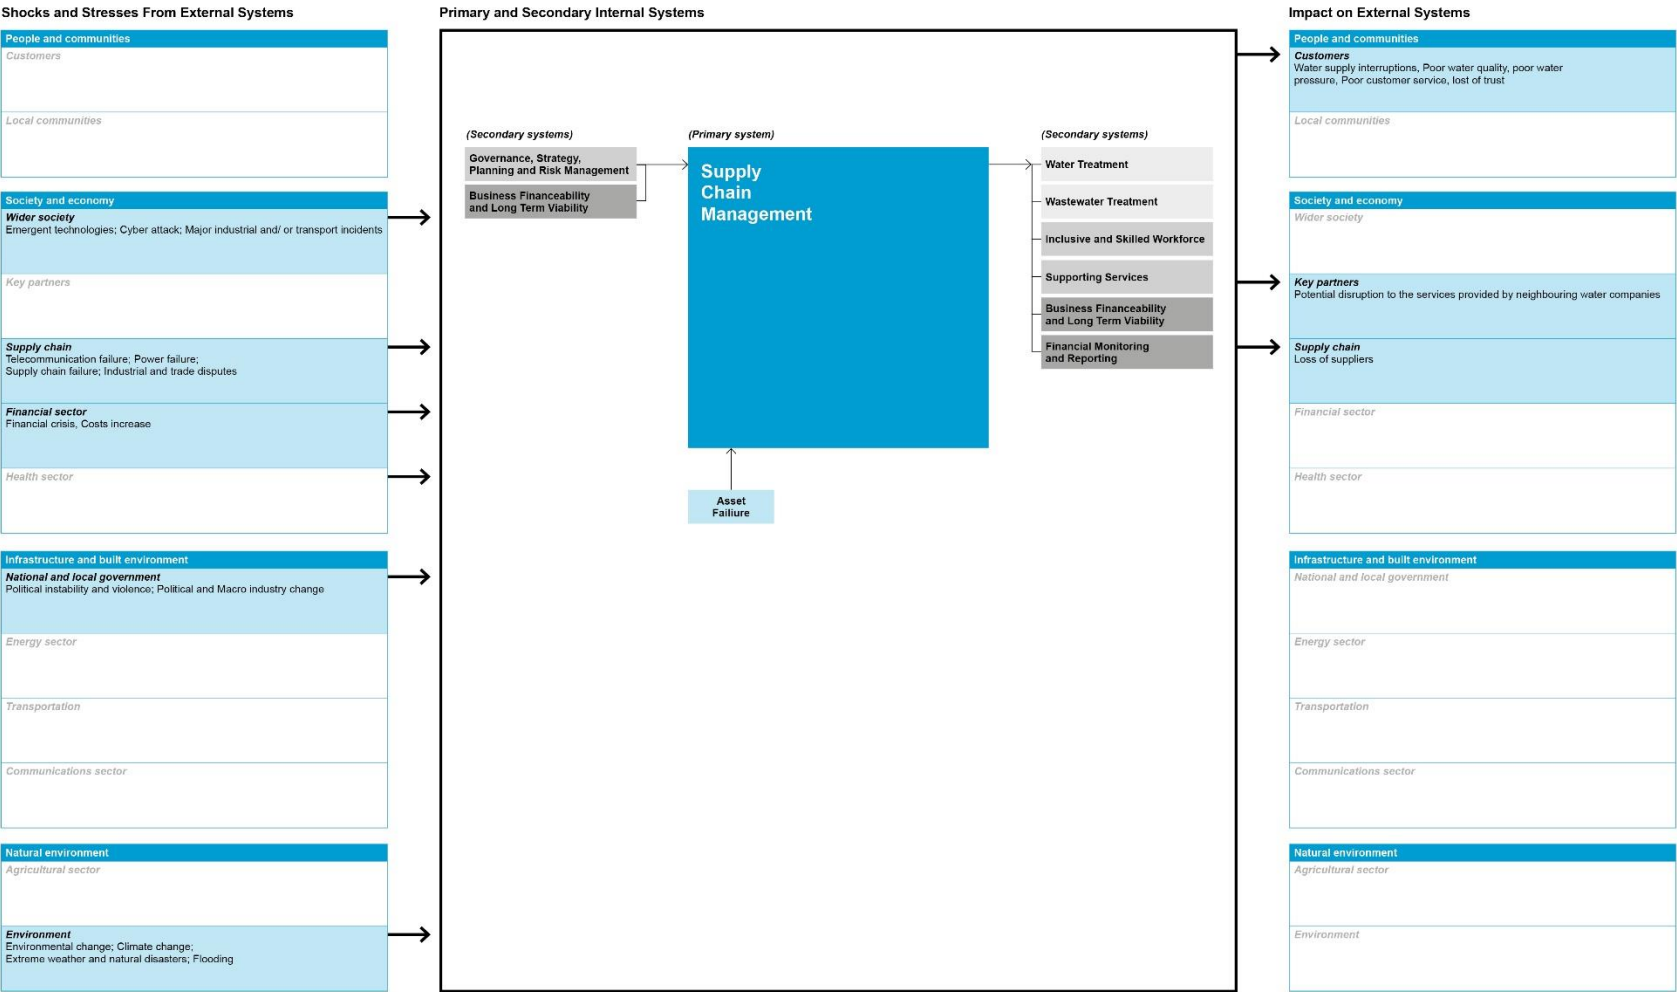 Shocks and Stresses From External Systems
People and communities
Customers
Local communities
Society and economy
Wider society
Emergent technologies; Cyber attack; Major industrial and/ or transport incidents
Key partners
Supply chain
Telecommunication failure; Power failure;
Supply chain failure; Industrial and trade disputes
Financial sector
Financial crisis, Costs increase
Health sector
Infrastructure and built environment
National and local government
Political instability and violence; Political and Macro industry change
Energy sector
Transportation
Communications sector
Natural environment
Agricultural sector
Environment
Environmental change; Climate change;
Extreme weather and natural disasters; Flooding
Primary and Secondary Internal Systems
(Secondary systems)
Governance, Strategy,
Planning and Risk Management
Business Financeability
and Long Term Viability
(Primary system)
Supply
Chain
Management
Asset
Failiure
(Secondary systems)
Water Treatment
Wastewater Treatment
Inclusive and Skilled Workforce
Supporting Services
Business Financeability
and Long Term Viability
Financial Monitoring
and Reporting
Impact on External Systems
People and communities
Customers
Water supply interruptions, Poor water quality, poor water
pressure, Poor customer service, lost of trust
Local communities
Society and economy
Wider society
Key partners
Potential disruption to the services provided by neighbouring water companies
Supply chain
Loss of suppliers
Financial sector
Health sector
Infrastructure and built environment
National and local government
Energy sector
Transportation
Communications sector
Natural environment
Agricultural sector
Environment